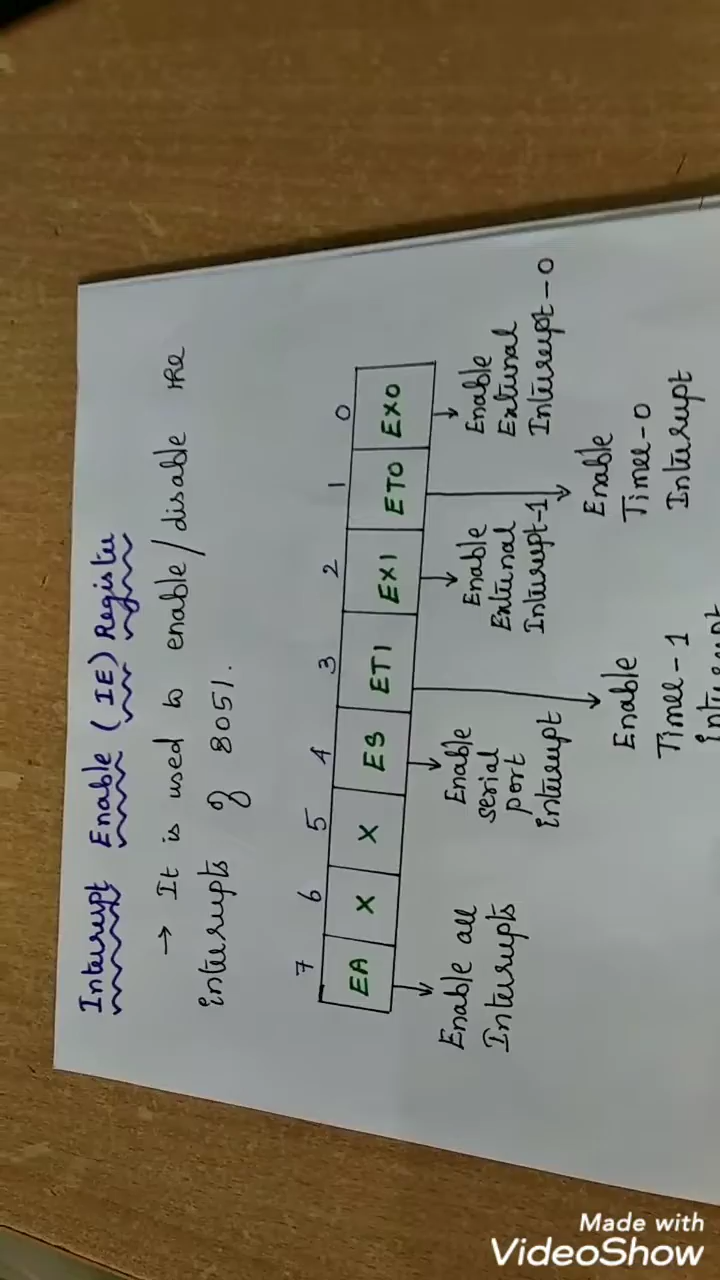 Interrupt Enable (IE) Register
→ It is used to enable/disable the
interrupts of 8051.
7 6 5 4 3 2 1 0
EA X X ES ET1 EX1 ET0 EX0
Enable all
Interrupts
Enable
serial
port
Interrupt
Enable
Timer-1
Enable
External
Interrupt-1
Enable
Timer-0
Interrupt
Enable
External
Interrupt-0
Made with
VideoShow